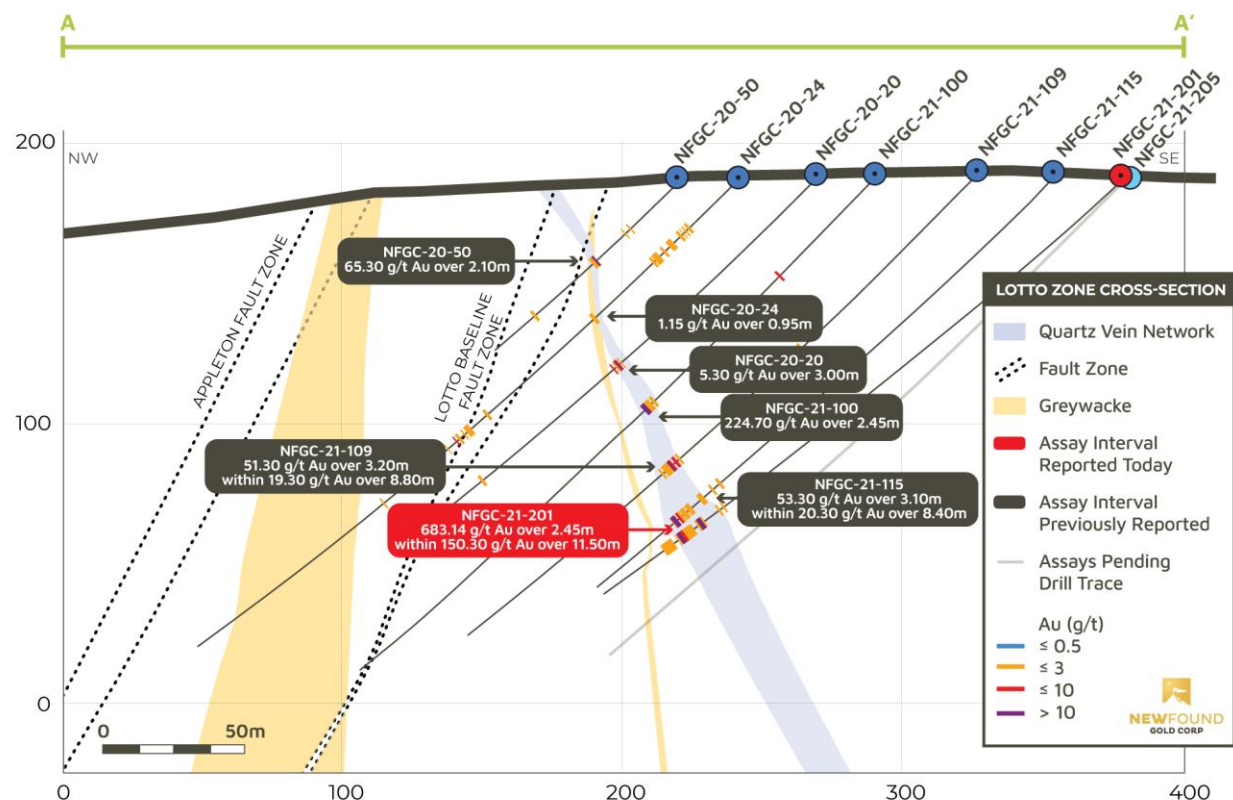 A
A'
NFGC-20-50
NFGC-20-24
NFGC-20-20
NFGC-21-100
NFGC-21-109
NFGC-21-115
NFGC-21-201
NFGC-21-205
200
NW
SE
NFGC-20-50
65.30 g/t Au over 2.10m
APPLETON FAULT ZONE
LOTTO BASELINE
FAULT ZONE
NFGC-20-24
1.15 g/t Au over 0.95m
NFGC-20-20
5.30 g/t Au over 3.00m
NFGC-21-100
224.70 g/t Au over 2.45m
100
NFGC-21-109
51.30 g/t Au over 3.20m
within 19.30 g/t Au over 8.80m
NFGC-21-115
53.30 g/t Au over 3.10m
within 20.30 g/t Au over 8.40m
NFGC-21-201
683.14 g/t Au over 2.45m
within 150.30 g/t Au over 11.50m
LOTTO ZONE CROSS-SECTION
Quartz Vein Network
Fault Zone
Greywacke
Assay Interval
Reported Today
Assay Interval
Previously Reported
Assays Pending
Drill Trace
Au (g/t)
≤ 0.5
≤ 3
≤ 10
> 10
NEWFOUND
GOLD CORP
0
0
50m
0
100
200
300
400